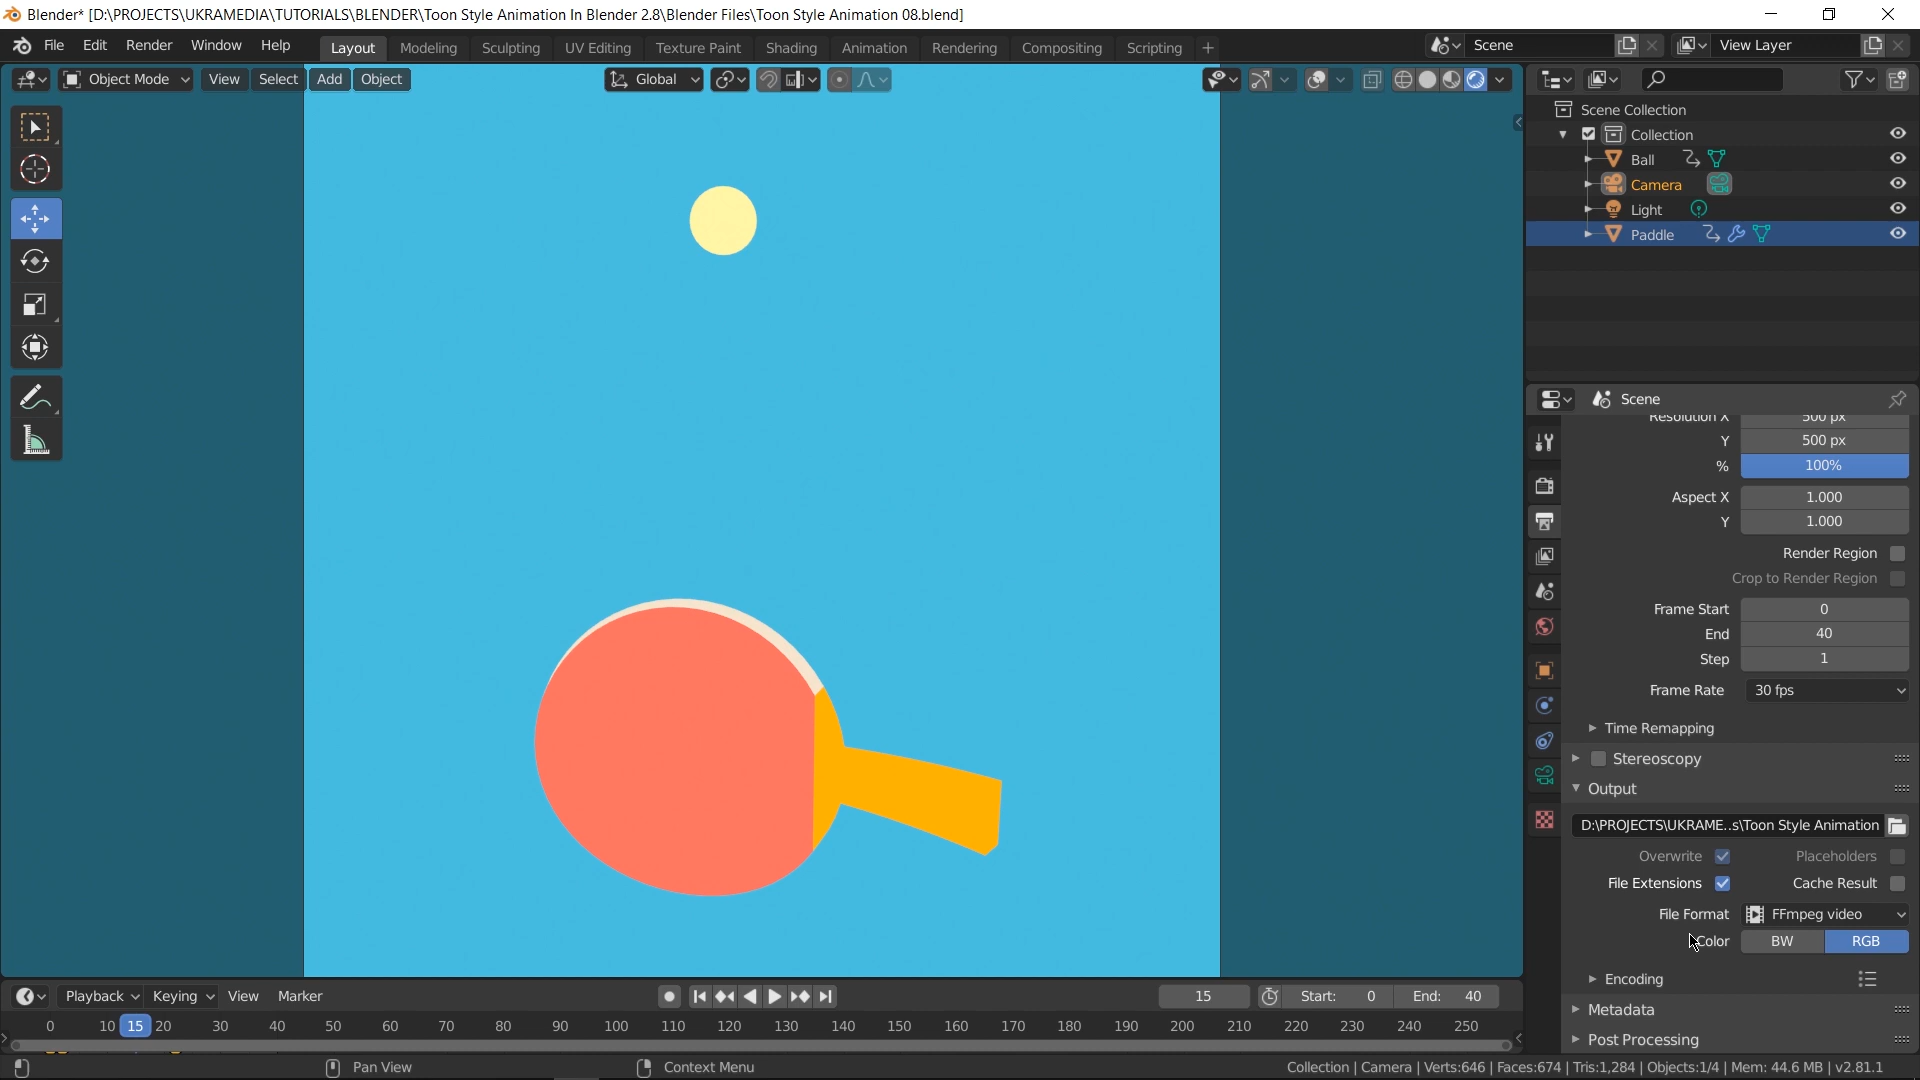 Blender* [D:\PROJECTS\UKRAMEDIA\TUTORIALS\BLENDER\Toon Style Animation In Blender 2.8\Blender Files\Toon Style Animation 08.blend]
File Edit Render Window Help Layout Modeling Sculpting UV Editing Texture Paint Shading Animation Rendering Compositing Scripting + Scene View Layer
Object Mode View Select Add Object Global
Scene Collection
Collection
Ball
Camera
Light
Paddle
Scene
Resolution X 500 px
Y 500 px
% 100%
Aspect X 1.000
Y 1.000
Render Region
Crop to Render Region
Frame Start 0
End 40
Step 1
Frame Rate 30 fps
Time Remapping
Stereoscopy
Output
D:\PROJECTS\UKRAME..s\Toon Style Animation
Overwrite Placeholders
File Extensions Cache Result
File Format FFmpeg video
Color BW RGB
Encoding
Metadata
Post Processing
Playback Keying View Marker 15 Start: 0 End: 40
0 10 15 20 30 40 50 60 70 80 90 100 110 120 130 140 150 160 170 180 190 200 210 220 230 240 250
Pan View Context Menu Collection | Camera | Verts:646 | Faces:674 | Tris:1,284 | Objects:1/4 | Mem: 44.6 MB | v2.81.1